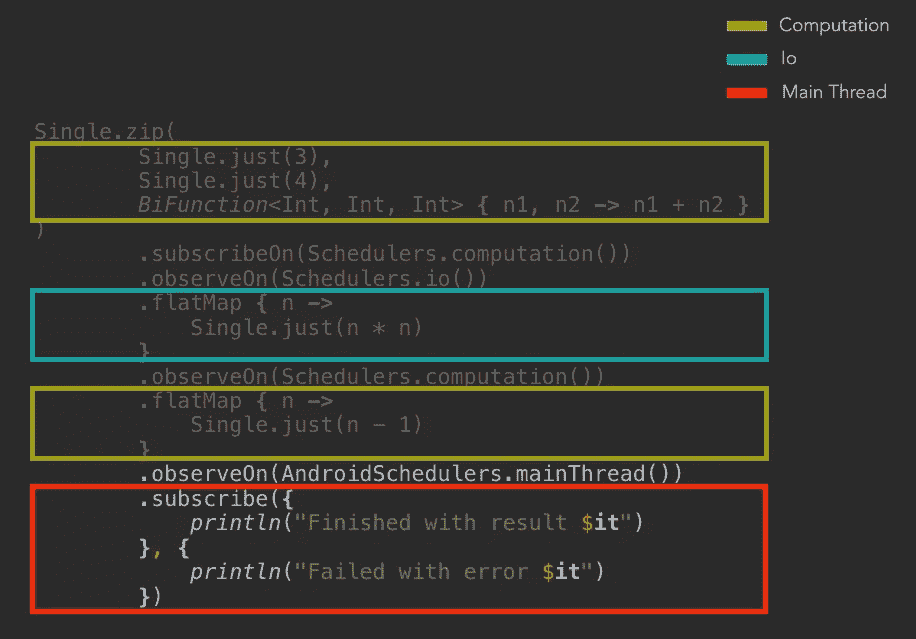 Computation
Io
Main Thread
Single.zip(
Single.just(3),
Single.just(4),
BiFunction<Int, Int, Int> { n1, n2 -> n1 + n2 }
)
.subscribeOn(Schedulers.computation())
.observeOn(Schedulers.io())
.flatMap { n ->
Single.just(n * n)
}
.observeOn(Schedulers.computation())
.flatMap { n ->
Single.just(n - 1)
}
.observeOn(AndroidSchedulers.mainThread())
.subscribe({
println("Finished with result $it")
}, {
println("Failed with error $it")
})